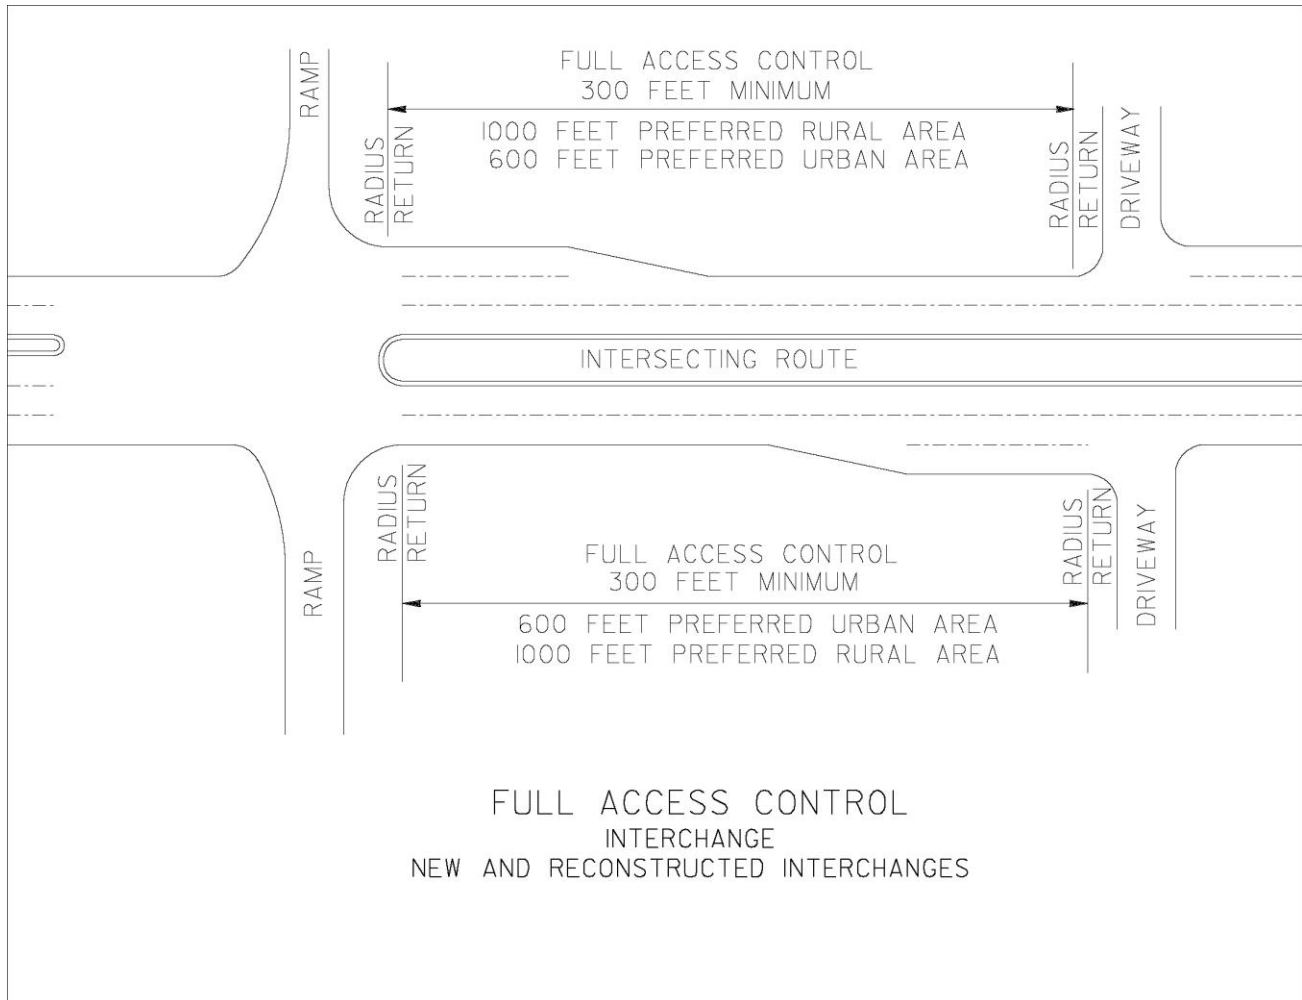 RAMP
FULL ACCESS CONTROL
300 FEET MINIMUM
1000 FEET PREFERRED RURAL AREA
600 FEET PREFERRED URBAN AREA
RADIUS
RETURN
RADIUS
RETURN
DRIVEWAY
INTERSECTING ROUTE
RAMP
RADIUS
RETURN
FULL ACCESS CONTROL
300 FEET MINIMUM
600 FEET PREFERRED URBAN AREA
1000 FEET PREFERRED RURAL AREA
RADIUS
RETURN
DRIVEWAY
FULL ACCESS CONTROL
INTERCHANGE
NEW AND RECONSTRUCTED INTERCHANGES